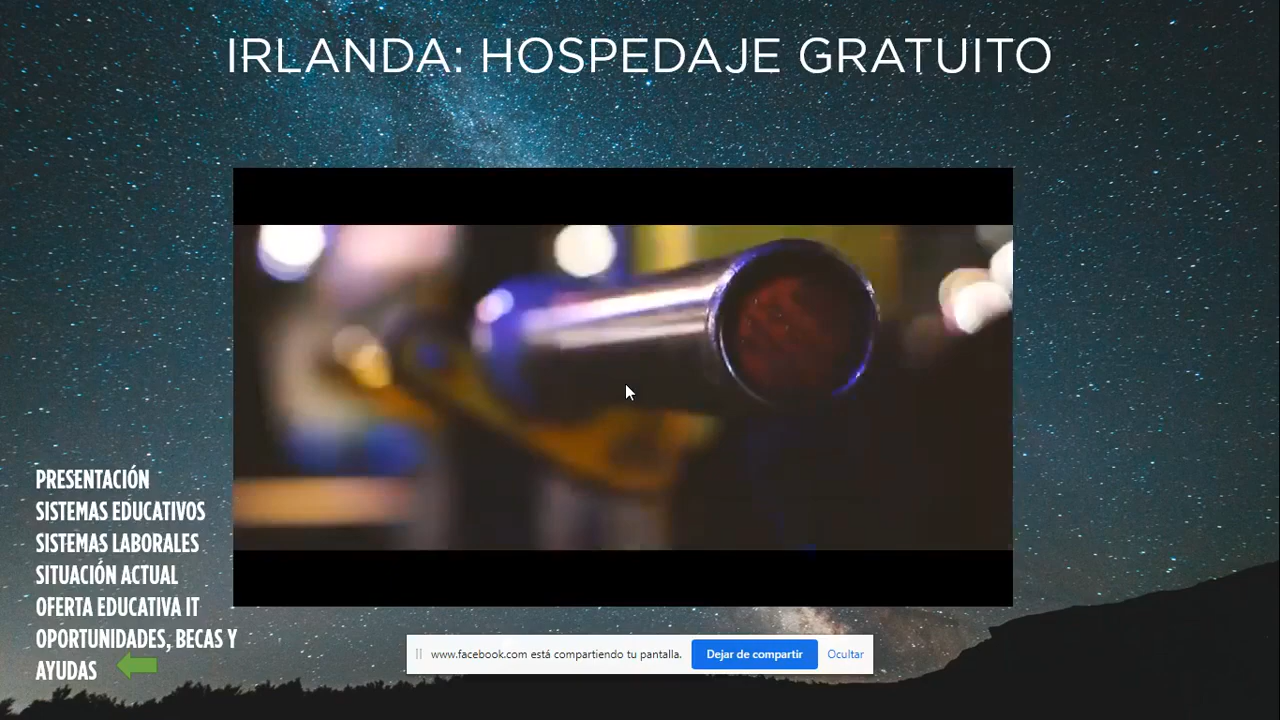 IRLANDA: HOSPEDAJE GRATUITO
PRESENTACIÓN
SISTEMAS EDUCATIVOS
SISTEMAS LABORALES
SITUACIÓN ACTUAL
OFERTA EDUCATIVA IT
OPORTUNIDADES, BECAS Y
AYUDAS
www.facebook.com está compartiendo tu pantalla. Dejar de compartir Ocultar